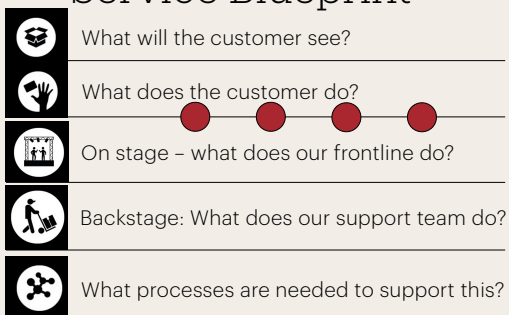 Service Blueprint
What will the customer see?
What does the customer do?
On stage – what does our frontline do?
Backstage: What does our support team do?
What processes are needed to support this?